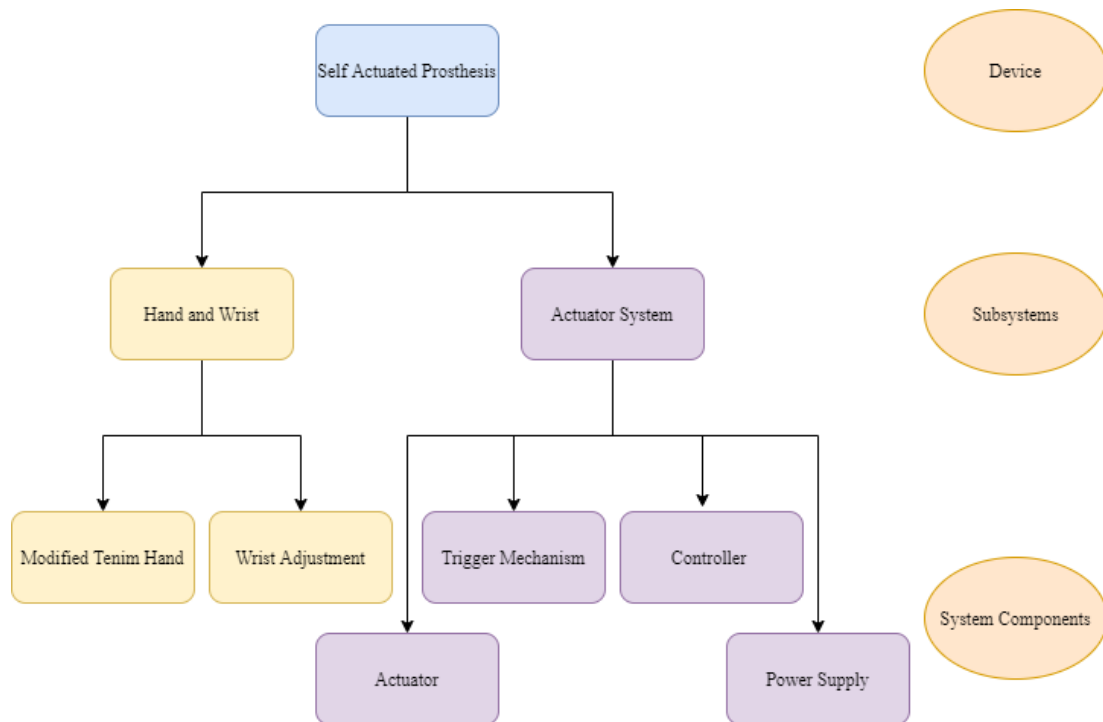 Self Actuated Prosthesis
Device
Hand and Wrist
Actuator System
Subsystems
Modified Tenim Hand
Wrist Adjustment
Trigger Mechanism
Controller
System Components
Actuator
Power Supply